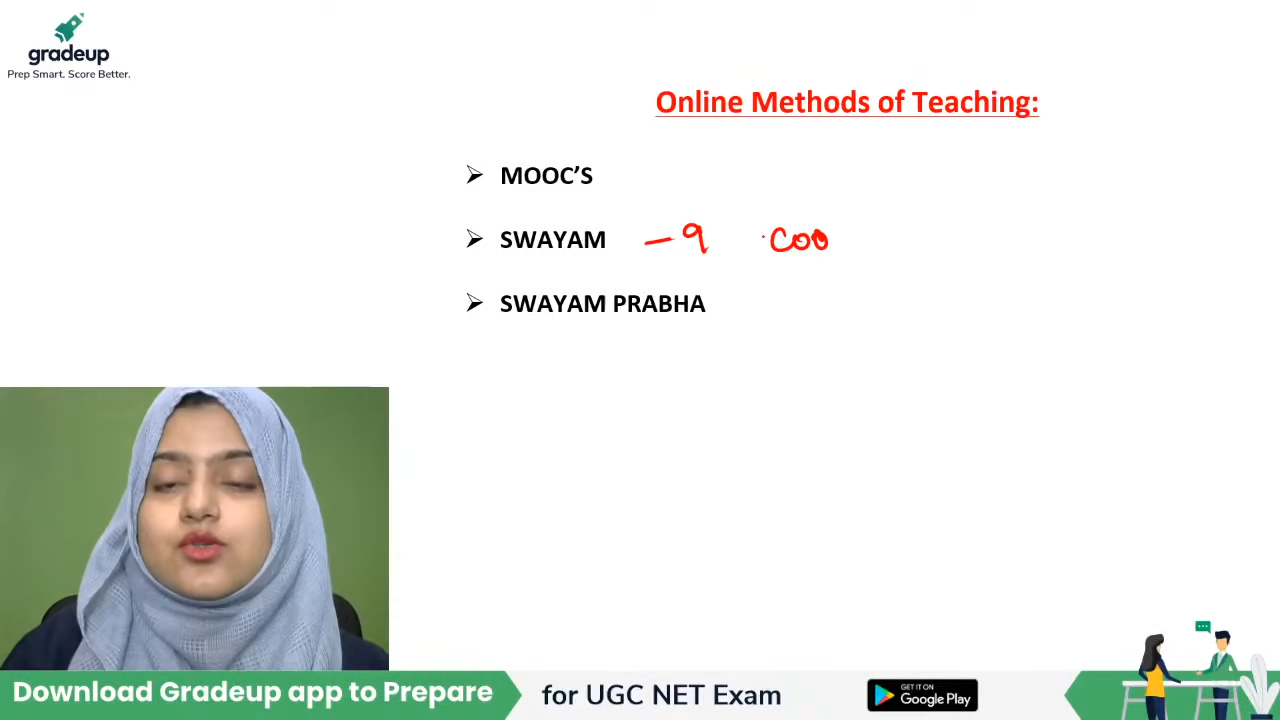 gradeup
Prep Smart. Score Better.
Online Methods of Teaching:
➢ MOOC’S
➢ SWAYAM – 9 coo
➢ SWAYAM PRABHA
Download Gradeup app to Prepare for UGC NET Exam
GET IT ON
Google Play